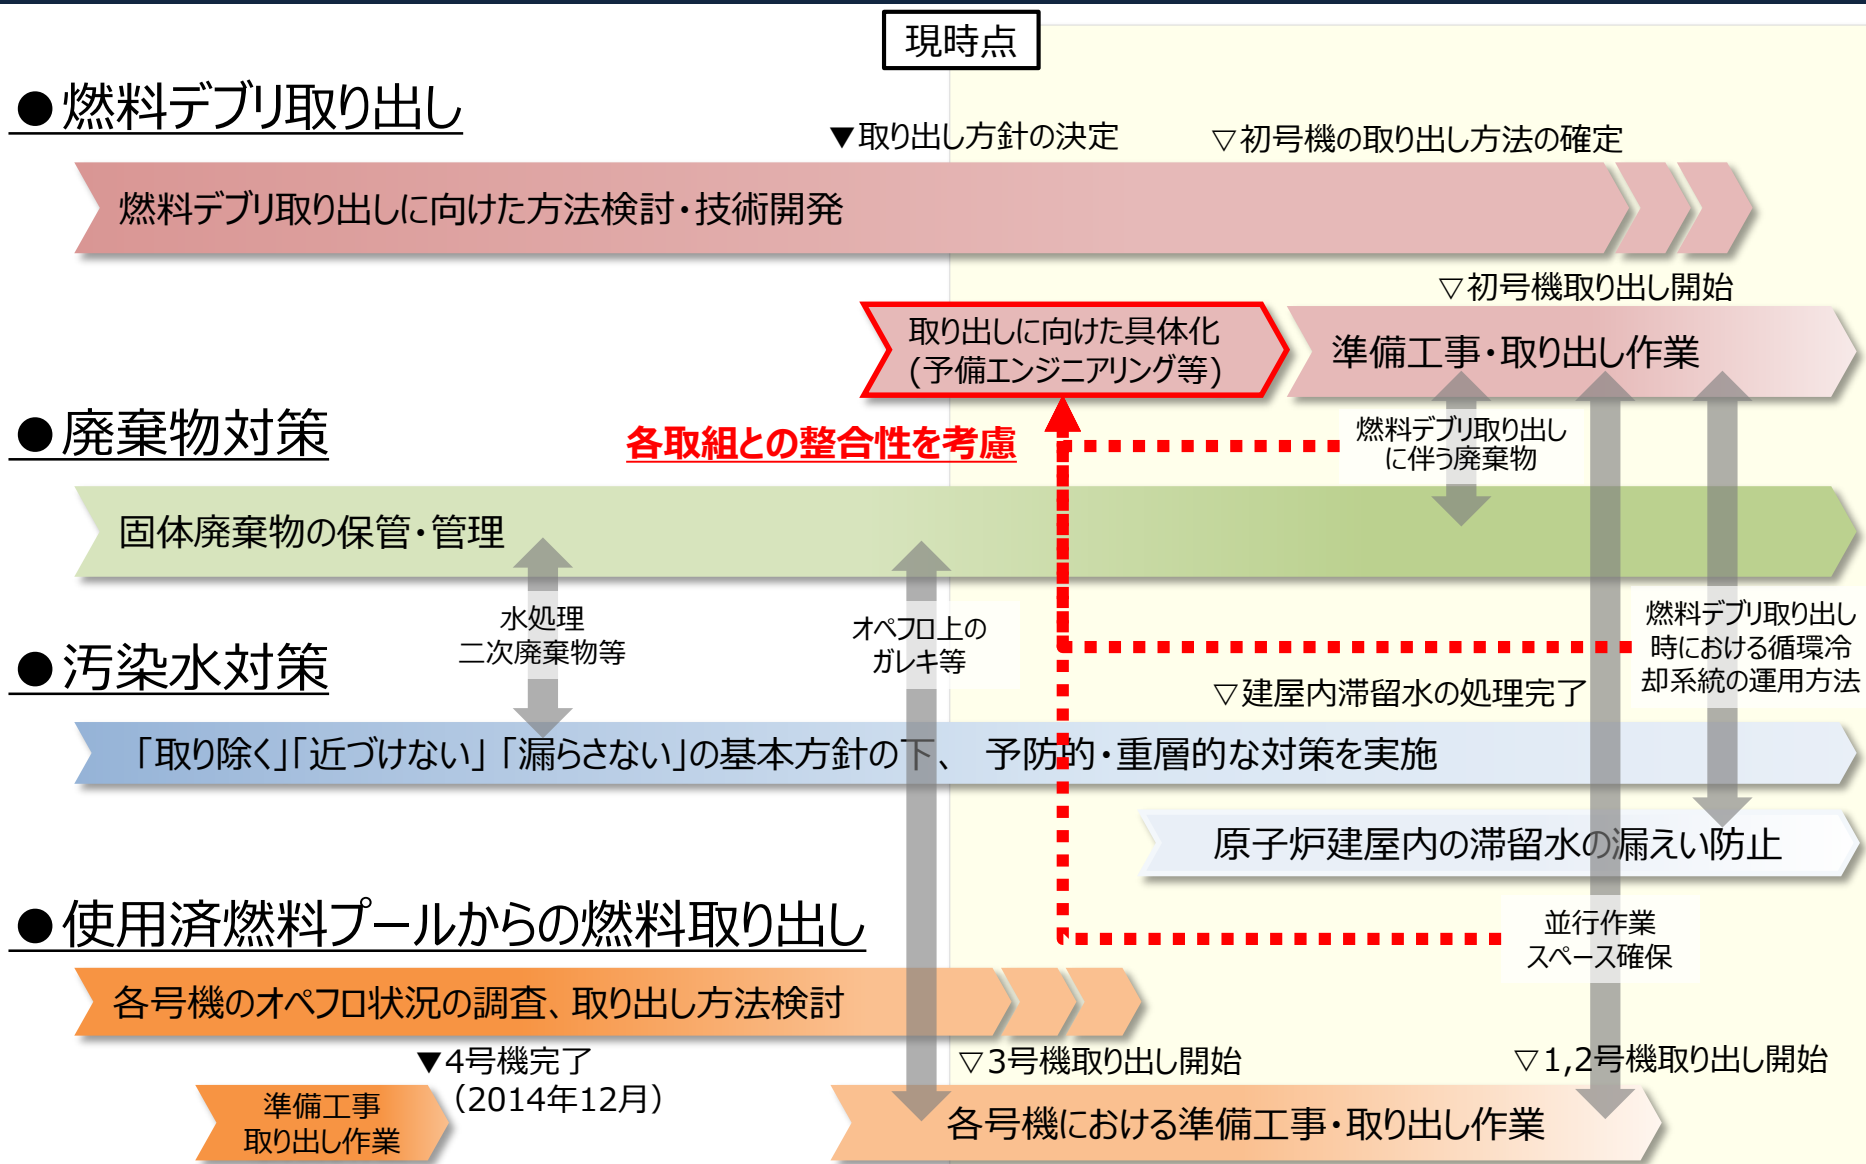 現時点
●燃料デブリ取り出し
▼取り出し方針の決定
▽初号機の取り出し方法の確定
燃料デブリ取り出しに向けた方法検討・技術開発
▽初号機取り出し開始
取り出しに向けた具体化
(予備エンジニアリング等)
準備工事・取り出し作業
●廃棄物対策
各取組との整合性を考慮
燃料デブリ取り出し
に伴う廃棄物
固体廃棄物の保管・管理
水処理
二次廃棄物等
オペフロ上の
ガレキ等
燃料デブリ取り出し
時における循環冷
却系統の運用方法
●汚染水対策
▽建屋内滞留水の処理完了
「取り除く」「近づけない」「漏らさない」の基本方針の下、 予防的・重層的な対策を実施
原子炉建屋内の滞留水の漏えい防止
●使用済燃料プールからの燃料取り出し
並行作業
スペース確保
各号機のオペフロ状況の調査、取り出し方法検討
▼4号機完了
（2014年12月）
▽3号機取り出し開始
▽1,2号機取り出し開始
準備工事
取り出し作業
各号機における準備工事・取り出し作業